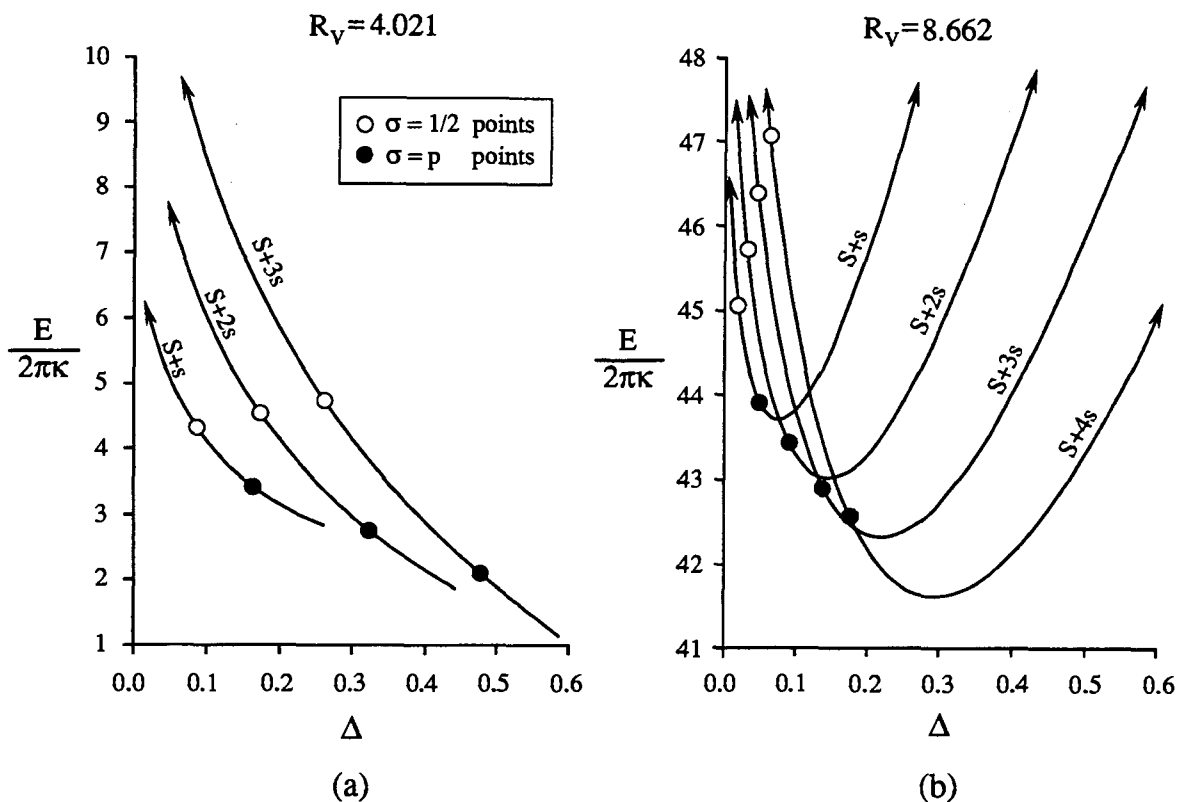 R_V=4.021
10
9
8
7
6
5
4
3
2
1
E
2πκ
0.0 0.1 0.2 0.3 0.4 0.5 0.6
Δ
σ = 1/2 points
σ = p points
S+3s
S+2s
S+s
(a)
R_V=8.662
48
47
46
45
44
43
42
41
E
2πκ
0.0 0.1 0.2 0.3 0.4 0.5 0.6
Δ
S+s
S+2s
S+3s
S+4s
(b)